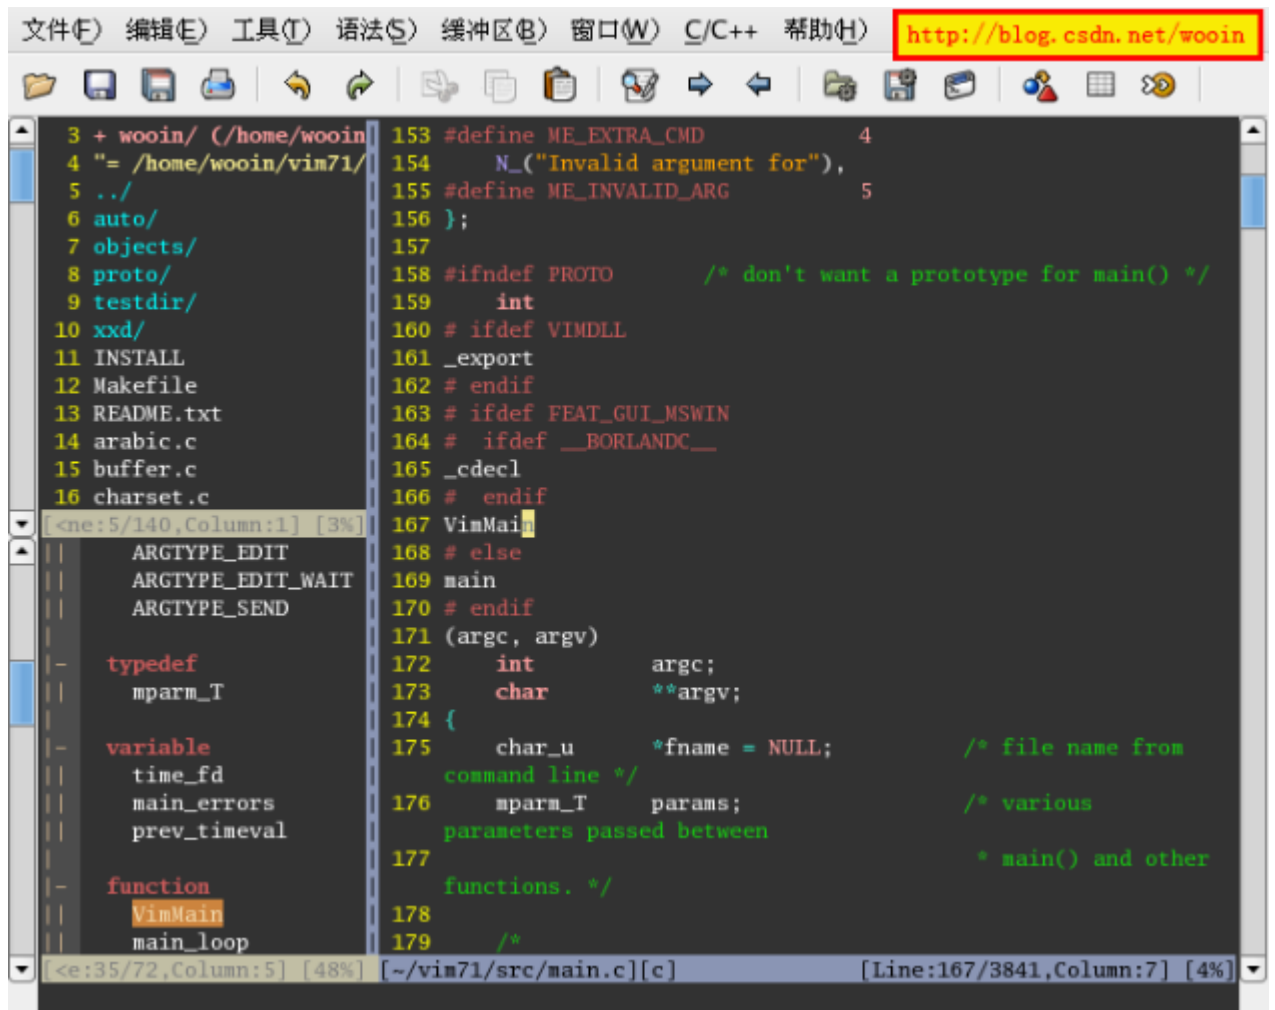 文件(F) 编辑(E) 工具(T) 语法(S) 缓冲区(B) 窗口(W) C/C++ 帮助(H) http://blog.csdn.net/wooin
3 + wooin/ (/home/wooin
4 "= /home/wooin/vim71/
5 ../
6 auto/
7 objects/
8 proto/
9 testdir/
10 xxd/
11 INSTALL
12 Makefile
13 README.txt
14 arabic.c
15 buffer.c
16 charset.c
[<ne:5/140,Column:1] [3%]
|| ARGTYPE_EDIT
|| ARGTYPE_EDIT_WAIT
|| ARGTYPE_SEND
|
|- typedef
|| mparm_T
|
|- variable
|| time_fd
|| main_errors
|| prev_timeval
|
|- function
|| VimMain
|| main_loop
[<e:35/72,Column:5] [48%]
153 #define ME_EXTRA_CMD 4
154 N_("Invalid argument for"),
155 #define ME_INVALID_ARG 5
156 };
157
158 #ifndef PROTO /* don't want a prototype for main() */
159 int
160 # ifdef VIMDLL
161 _export
162 # endif
163 # ifdef FEAT_GUI_MSWIN
164 #  ifdef __BORLANDC__
165 _cdecl
166 #  endif
167 VimMain
168 # else
169 main
170 # endif
171 (argc, argv)
172 int argc;
173 char **argv;
174 {
175 char_u *fname = NULL; /* file name from
command line */
176 mparm_T params; /* various
parameters passed between
177 * main() and other
functions. */
178
179 /*
[~/vim71/src/main.c][c] [Line:167/3841,Column:7] [4%]